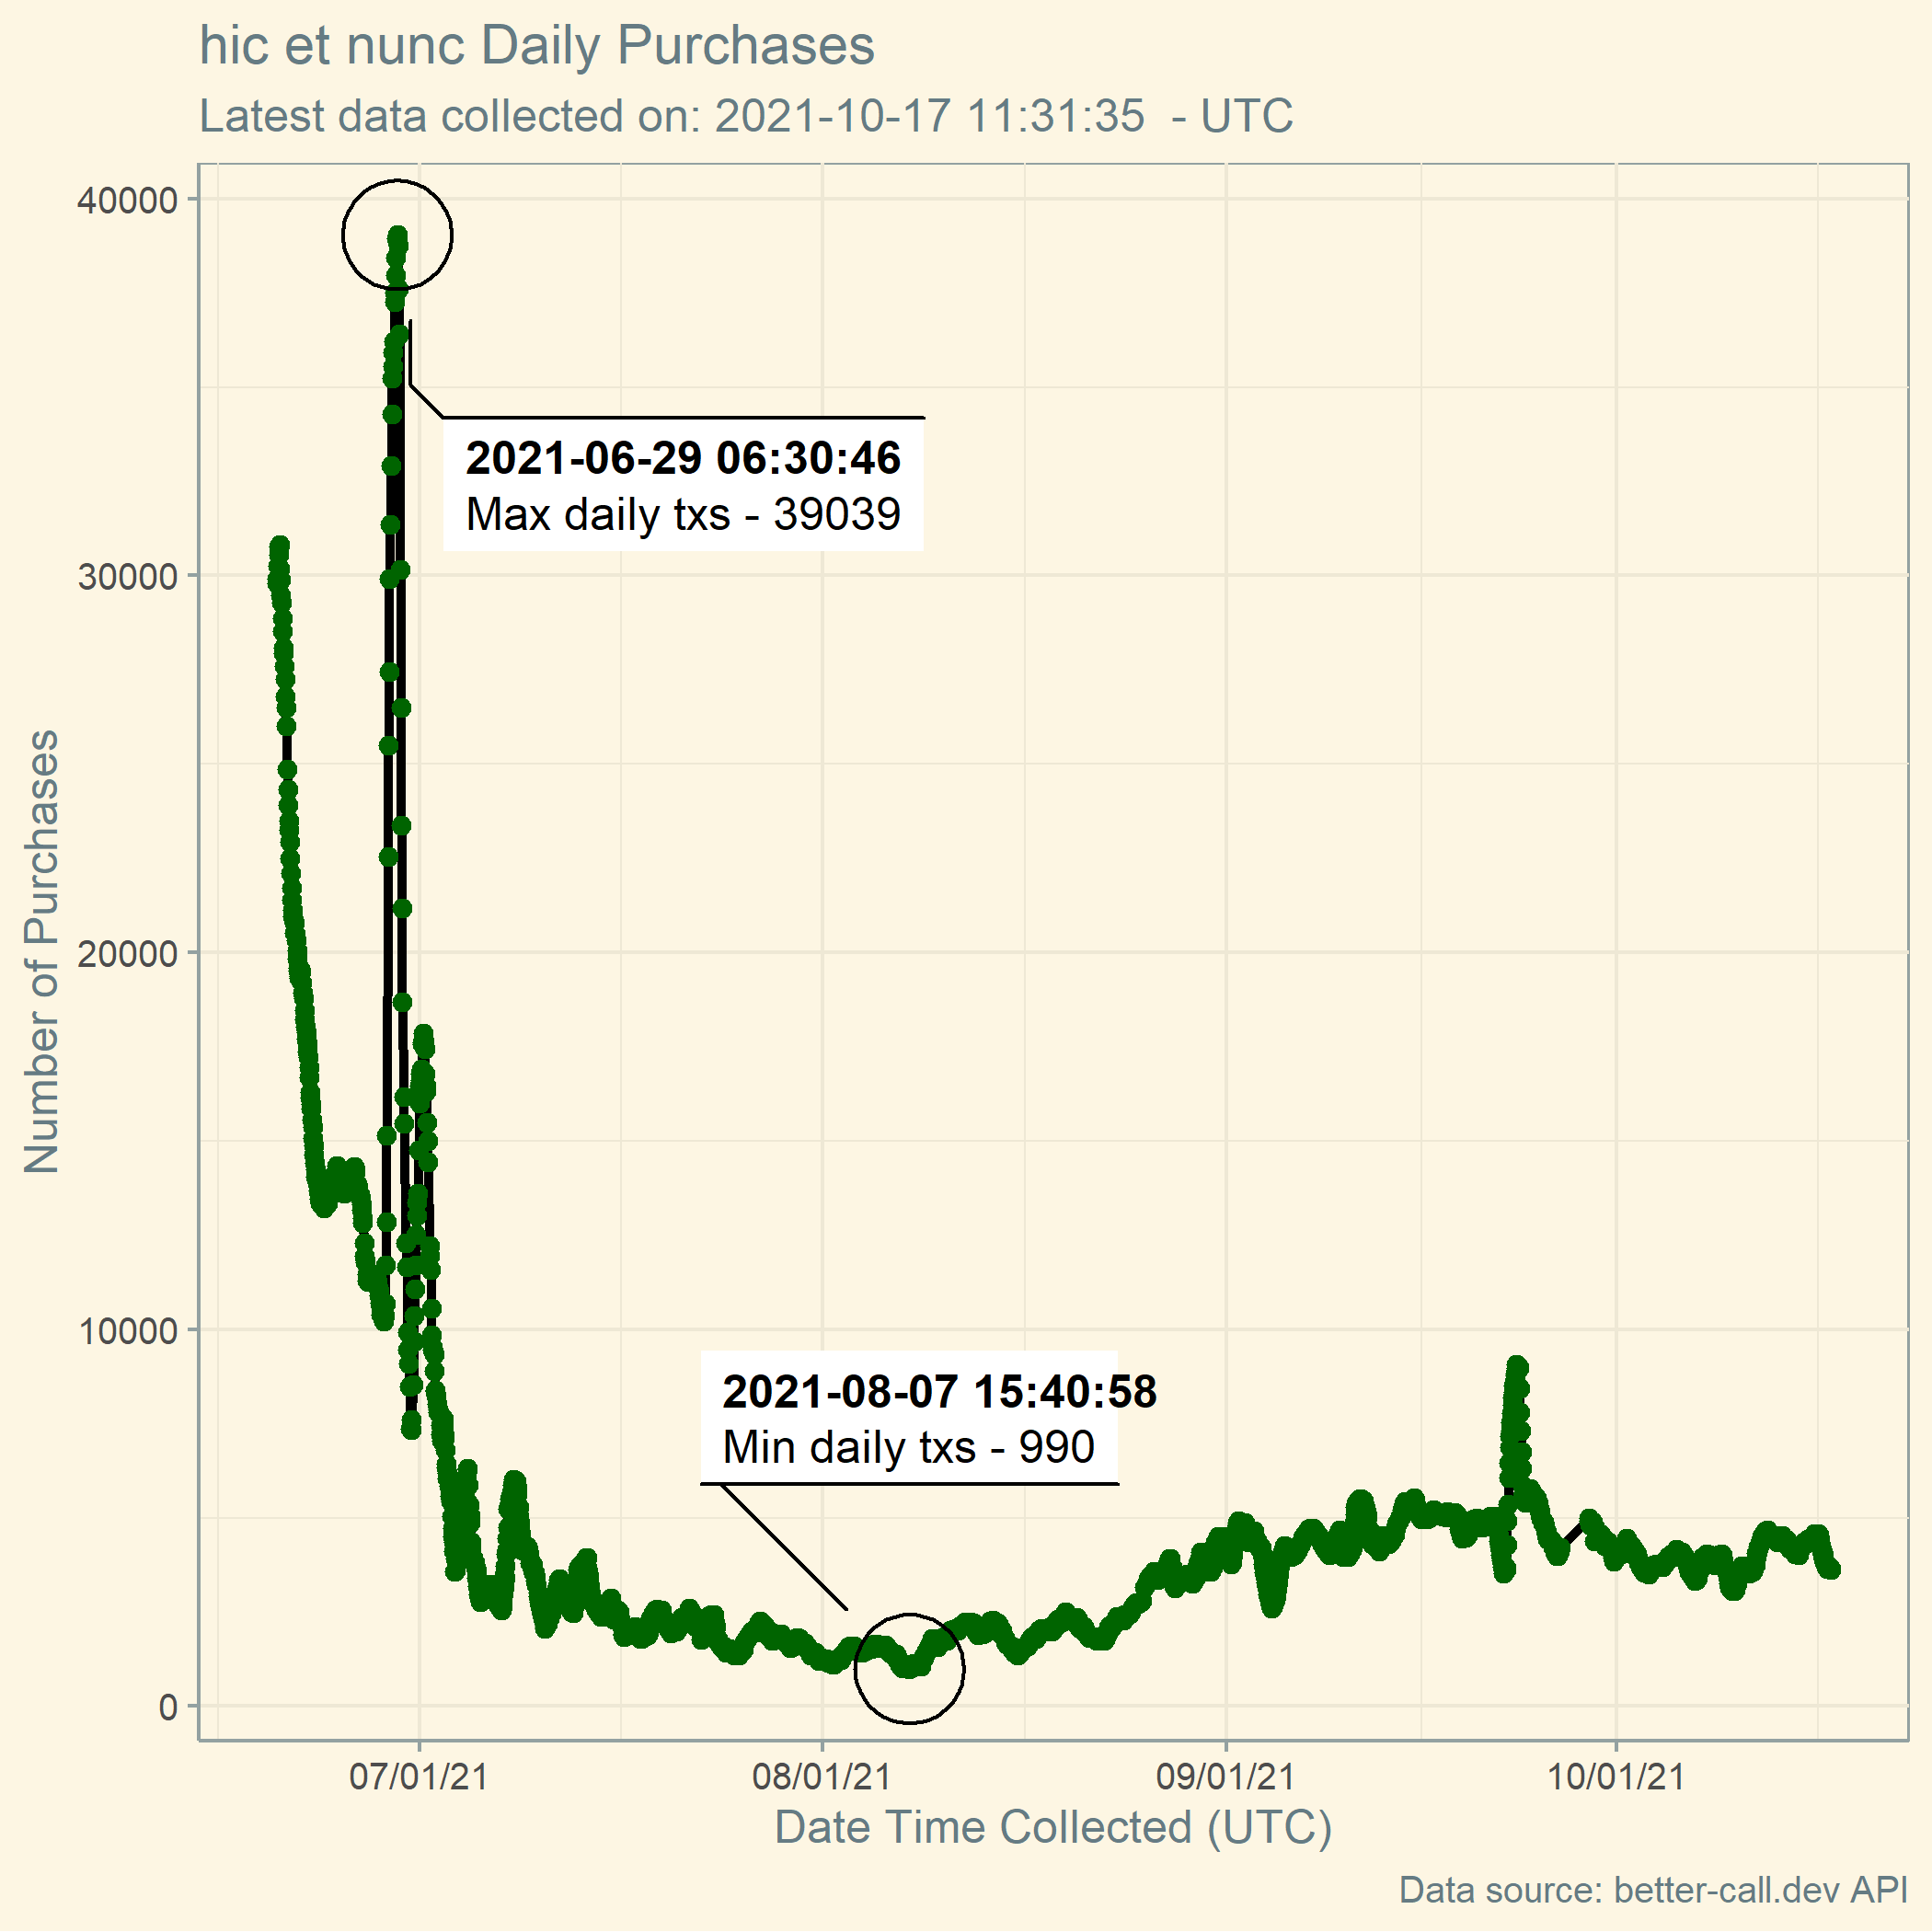 hic et nunc Daily Purchases
Latest data collected on: 2021-10-17 11:31:35  - UTC
40000
30000
20000
10000
0
Number of Purchases
2021-06-29 06:30:46
Max daily txs - 39039
2021-08-07 15:40:58
Min daily txs - 990
07/01/21
08/01/21
09/01/21
10/01/21
Date Time Collected (UTC)
Data source: better-call.dev API